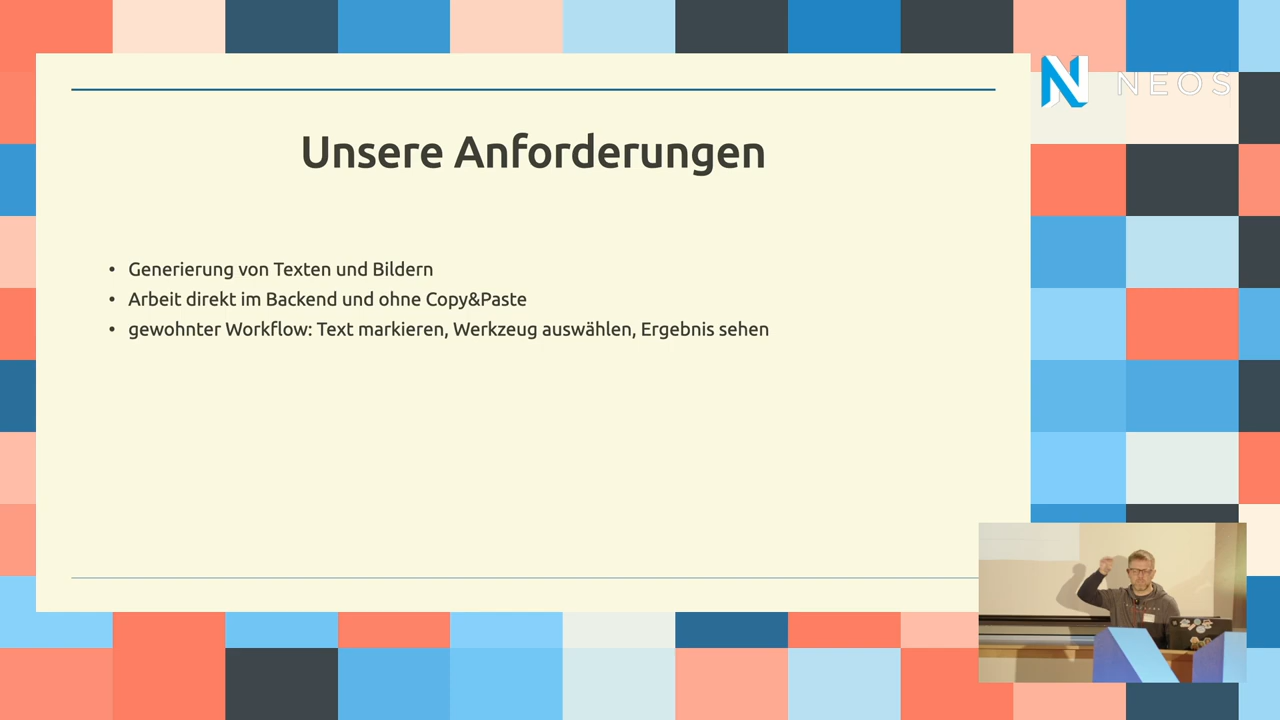 NEOS
Unsere Anforderungen
• Generierung von Texten und Bildern
• Arbeit direkt im Backend und ohne Copy&Paste
• gewohnter Workflow: Text markieren, Werkzeug auswählen, Ergebnis sehen